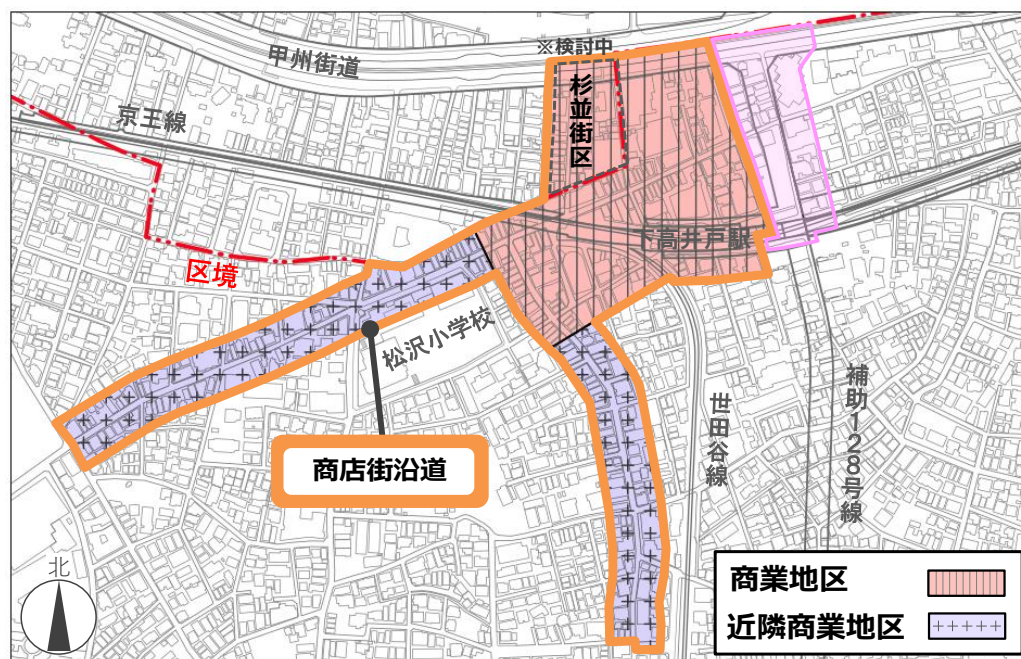 ※検討中
甲州街道
杉並街区
京王線
下高井戸駅
区境
松沢小学校
商店街沿道
世田谷線
補助128号線
北
商業地区
近隣商業地区